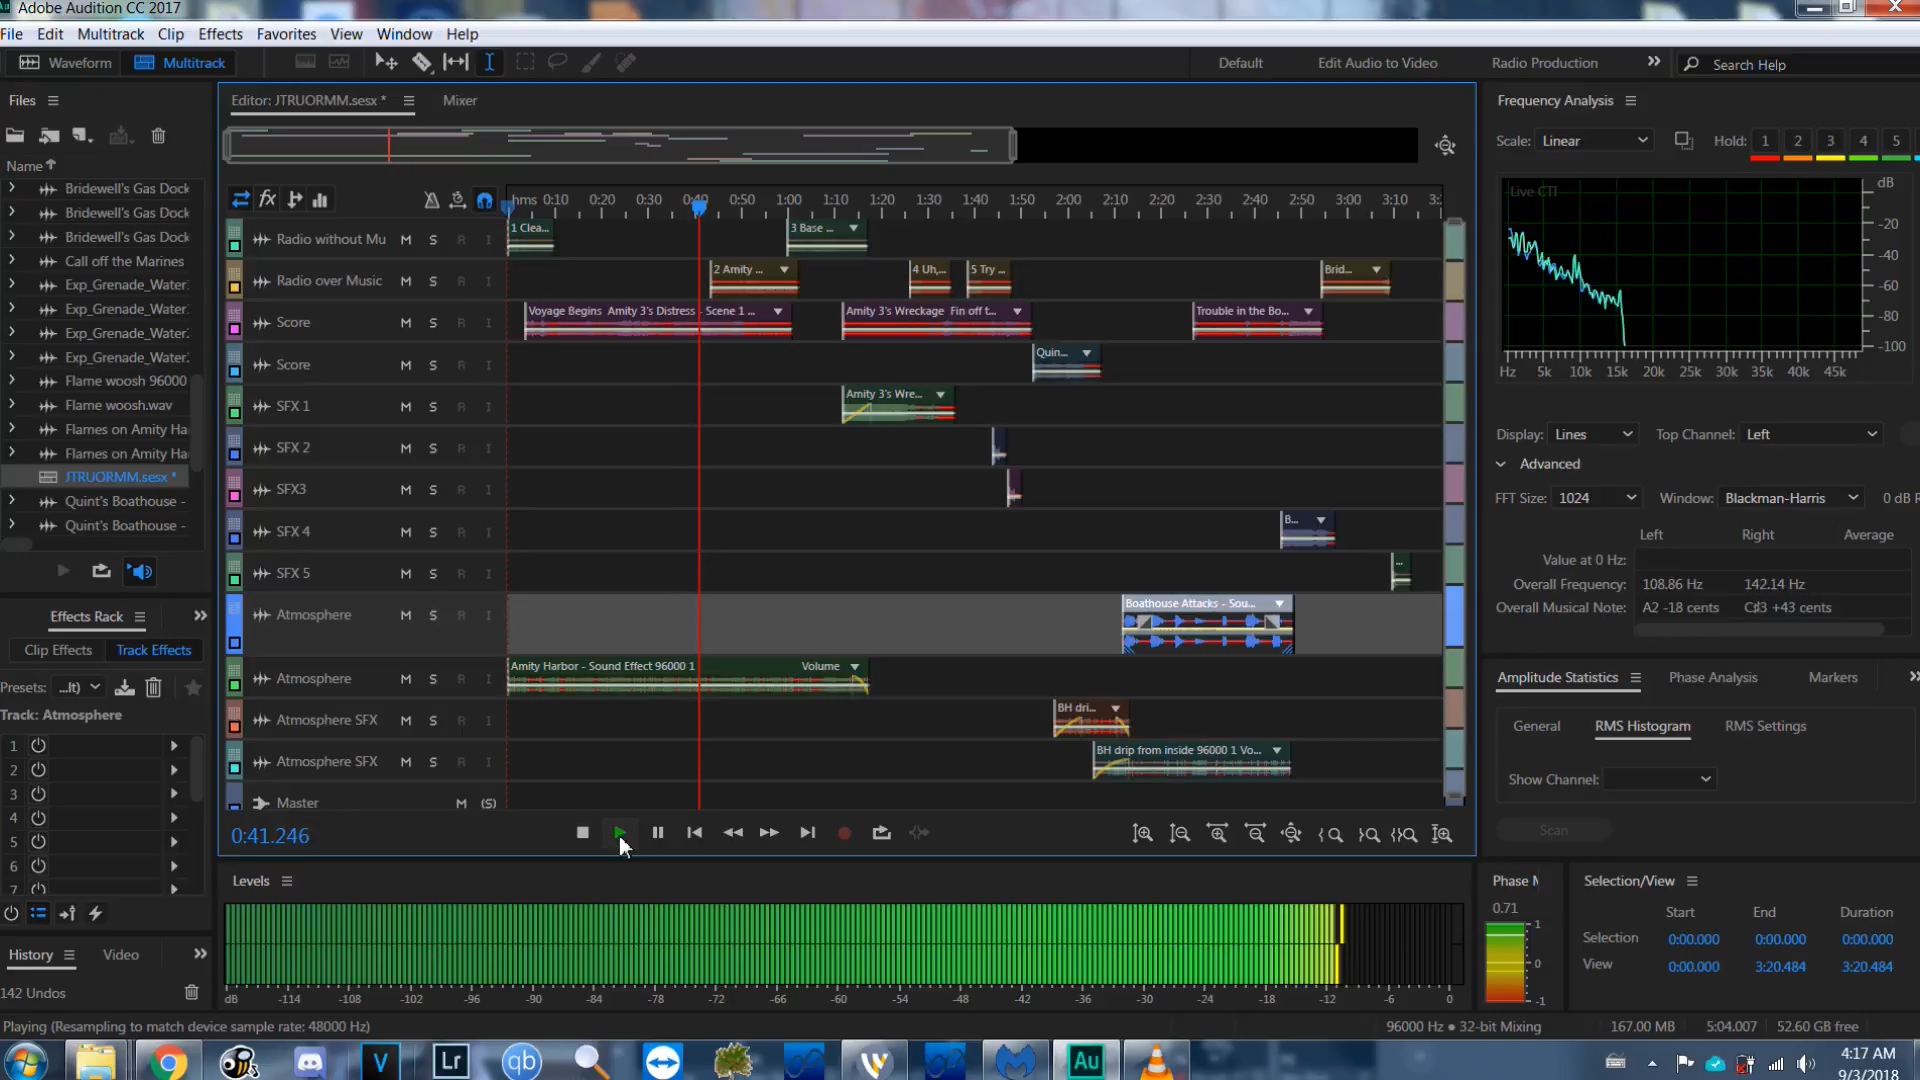 Adobe Audition CC 2017
File Edit Multitrack Clip Effects Favorites View Window Help
Waveform Multitrack Default Edit Audio to Video Radio Production Search Help
Files
Name
Bridewell's Gas Dock
Bridewell's Gas Dock
Bridewell's Gas Dock
Call off the Marines
Exp_Grenade_Water
Exp_Grenade_Water
Exp_Grenade_Water
Exp_Grenade_Water
Flame woosh 96000
Flame woosh.wav
Flames on Amity Ha
Flames on Amity Ha
JTRUORMM.sesx *
Quint's Boathouse -
Quint's Boathouse -
Effects Rack
Clip Effects Track Effects
Presets: ...lt)
Track: Atmosphere
1
2
3
4
5
6
7
History Video
142 Undos
Editor: JTRUORMM.sesx * Mixer
fx
hms 0:10 0:20 0:30 0:40 0:50 1:00 1:10 1:20 1:30 1:40 1:50 2:00 2:10 2:20 2:30 2:40 2:50 3:00 3:10 3:2
Radio without Mu M S R I 1 Clea... 3 Base ...
Radio over Music M S R I 2 Amity ... 4 Uh,... 5 Try ... Brid...
Score M S R I Voyage Begins Amity 3's Distress - Scene 1 ... Amity 3's Wreckage Fin off t... Trouble in the Bo...
Score M S R I Quin...
SFX 1 M S R I Amity 3's Wre...
SFX 2 M S R I
SFX3 M S R I
SFX 4 M S R I B...
SFX 5 M S R I ...
Atmosphere M S R I Boathouse Attacks - Sou...
Atmosphere M S R I Amity Harbor - Sound Effect 96000 1 Volume
Atmosphere SFX M S R I BH dri...
Atmosphere SFX M S R I BH drip from inside 96000 1 Vo...
Master M (S)
0:41.246
Levels
dB -114 -108 -102 -96 -90 -84 -78 -72 -66 -60 -54 -48 -42 -36 -30 -24 -18 -12 -6 0
Frequency Analysis
Scale: Linear Hold: 1 2 3 4 5
Live CTI
dB
-20
-40
-60
-80
-100
Hz 5k 10k 15k 20k 25k 30k 35k 40k 45k
Display: Lines Top Channel: Left
Advanced
FFT Size: 1024 Window: Blackman-Harris 0 dB R
Left Right Average
Value at 0 Hz:
Overall Frequency: 108.86 Hz 142.14 Hz
Overall Musical Note: A2 -18 cents C♯3 +43 cents
Amplitude Statistics Phase Analysis Markers
General RMS Histogram RMS Settings
Show Channel:
Scan
Phase M
0.71
1
0
-1
Selection/View
Start End Duration
Selection 0:00.000 0:00.000 0:00.000
View 0:00.000 3:20.484 3:20.484
Playing (Resampling to match device sample rate: 48000 Hz) 96000 Hz ● 32-bit Mixing 167.00 MB 5:04.007 52.60 GB free
V Lr qb Au
4:17 AM
9/3/2018